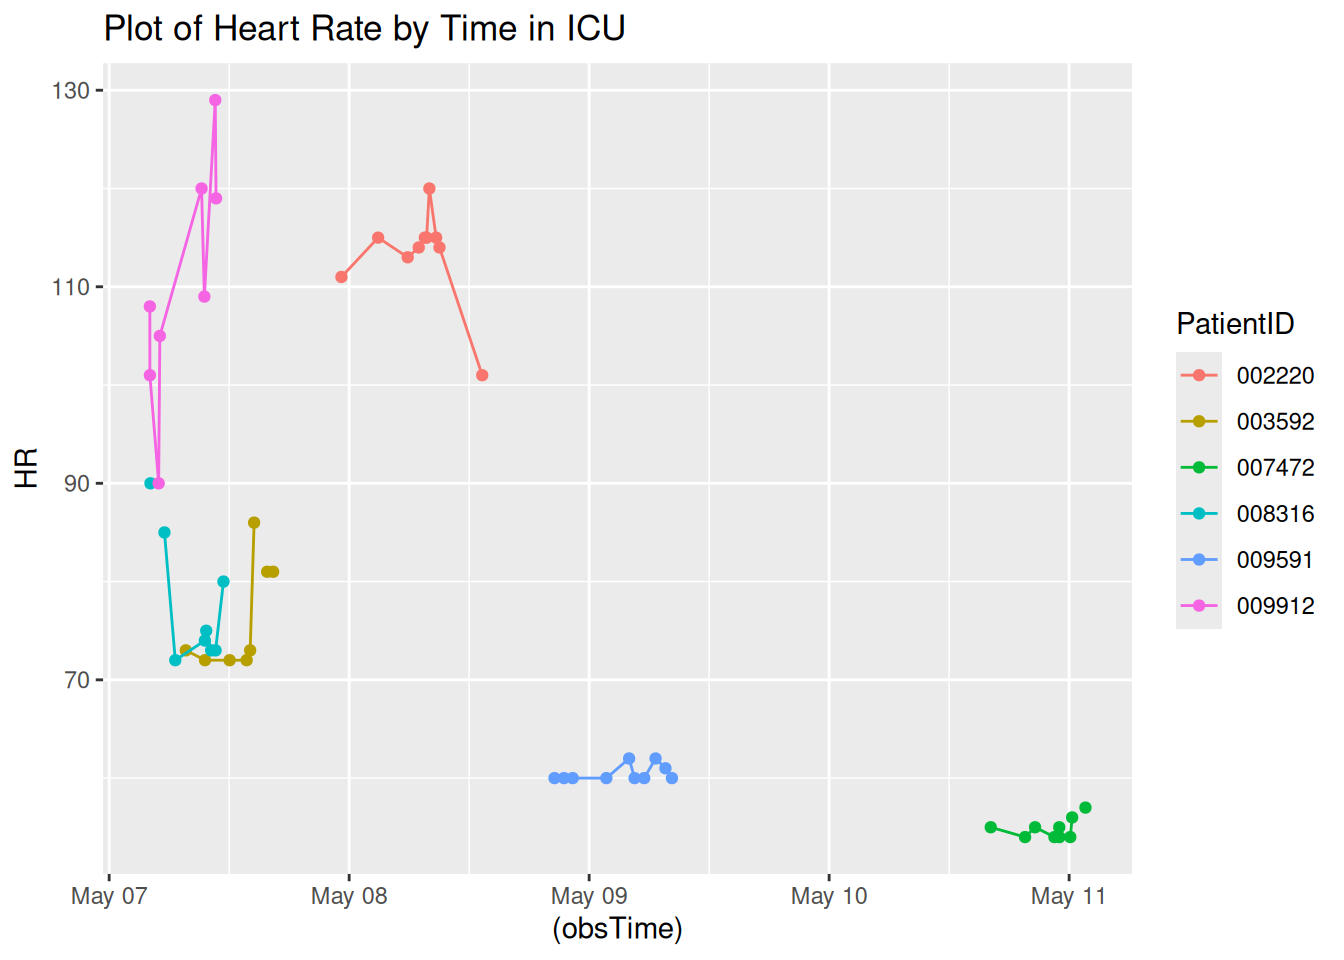 Plot of Heart Rate by Time in ICU
130
110
90
70
HR
May 07
May 08
May 09
May 10
May 11
(obsTime)
PatientID
002220
003592
007472
008316
009591
009912